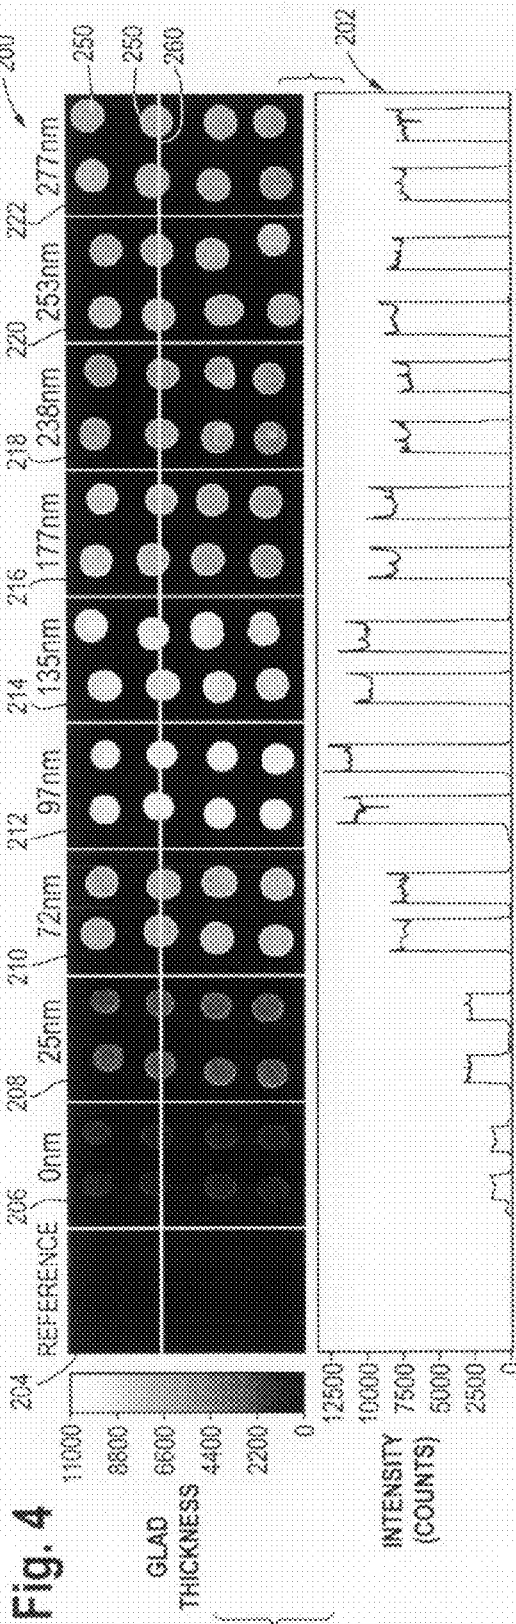 Fig. 4
200
204
REFERENCE
206
0nm
208
25nm
210
72nm
212
97nm
214
135nm
216
177nm
218
238nm
220
253nm
222
277nm
250
250
260
11000
8800
6600
4400
2200
0
GLAD
THICKNESS
202
12500
10000
7500
5000
2500
0
INTENSITY
(COUNTS)